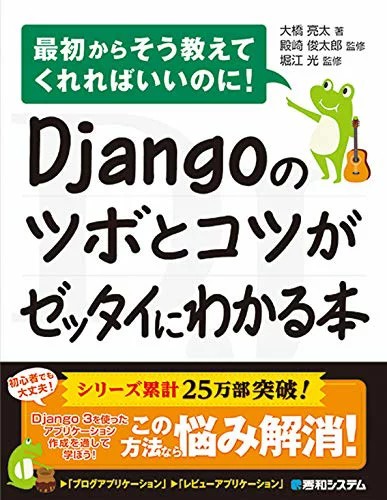 最初からそう教えて
くれればいいのに!
大橋 亮太 著
殿崎 俊太郎 監修
堀江 光 監修
Djangoの
ツボとコツが
ゼッタイにわかる本
初心者でも
大丈夫!
シリーズ累計25万部突破!
Django 3を使った
アプリケーション
作成を通して
学ぼう!
この
方法なら
悩み解消!
▶「ブログアプリケーション」▶「レビューアプリケーション」
秀和システム